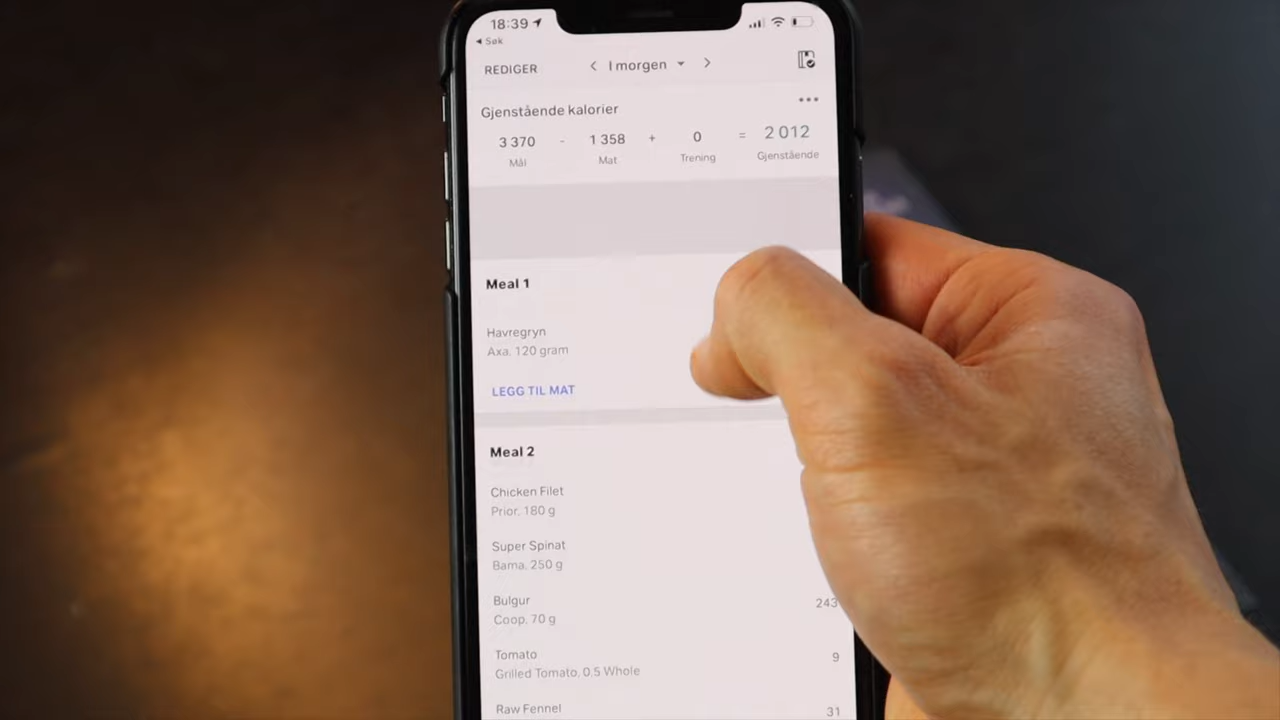 18:39
Søk
REDIGER
I morgen
Gjenstående kalorier
3 370 - 1 358 + 0 = 2 012
Mål Mat Trening Gjenstående
Meal 1
Havregryn
Axa. 120 gram
LEGG TIL MAT
Meal 2
Chicken Filet
Prior. 180 g
Super Spinat
Bama. 250 g
Bulgur 243
Coop. 70 g
Tomato 9
Grilled Tomato. 0.5 Whole
Raw Fennel 31